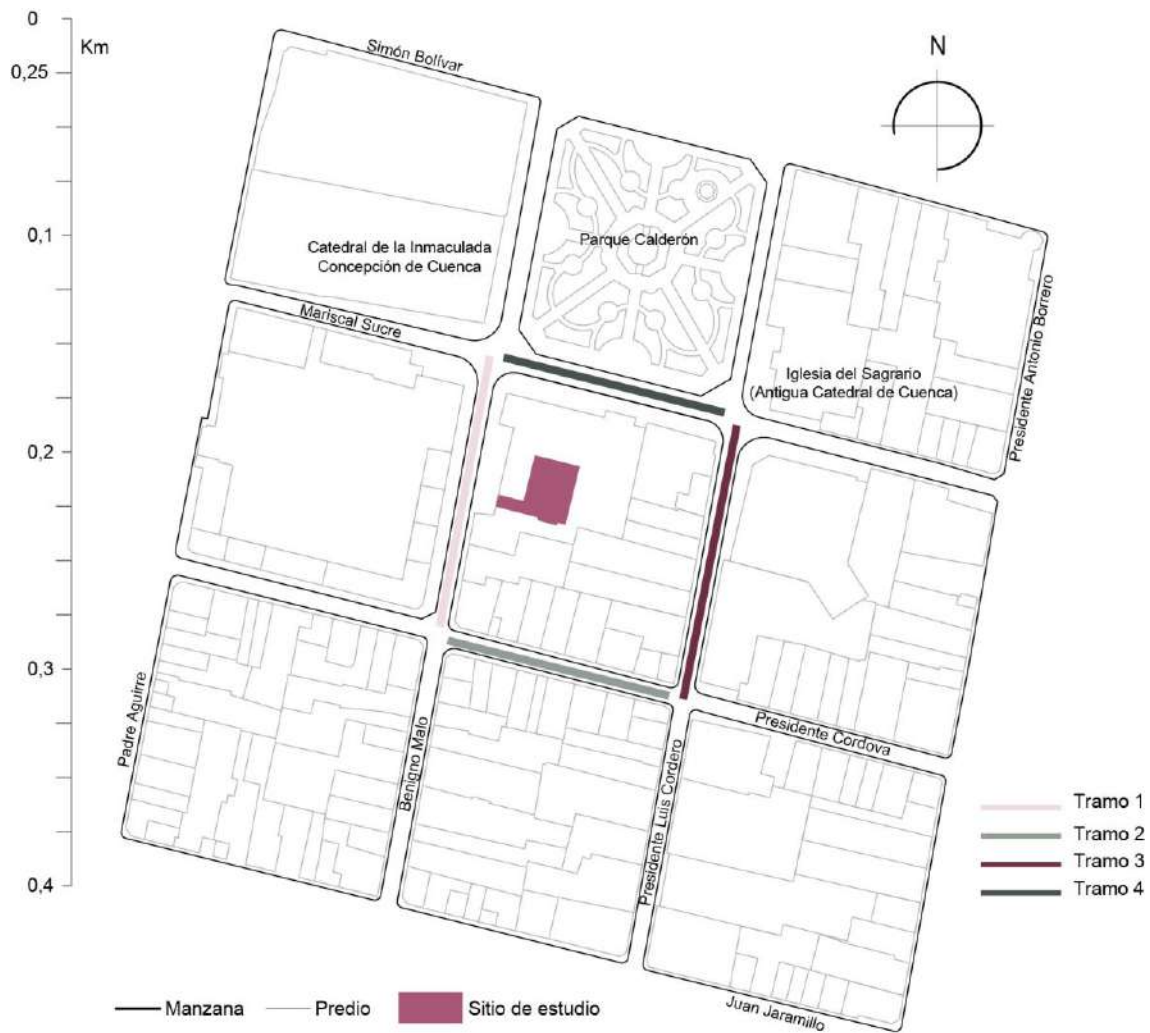 0
Km
0,25
0,1
0,2
0,3
0,4
N
Simón Bolívar
Catedral de la Inmaculada
Concepción de Cuenca
Parque Calderón
Mariscal Sucre
Iglesia del Sagrario
(Antigua Catedral de Cuenca)
Presidente Antonio Borrero
Padre Aguirre
Benigno Malo
Presidente Luis Cordero
Presidente Cordova
Juan Jaramillo
Tramo 1
Tramo 2
Tramo 3
Tramo 4
Manzana
Predio
Sitio de estudio